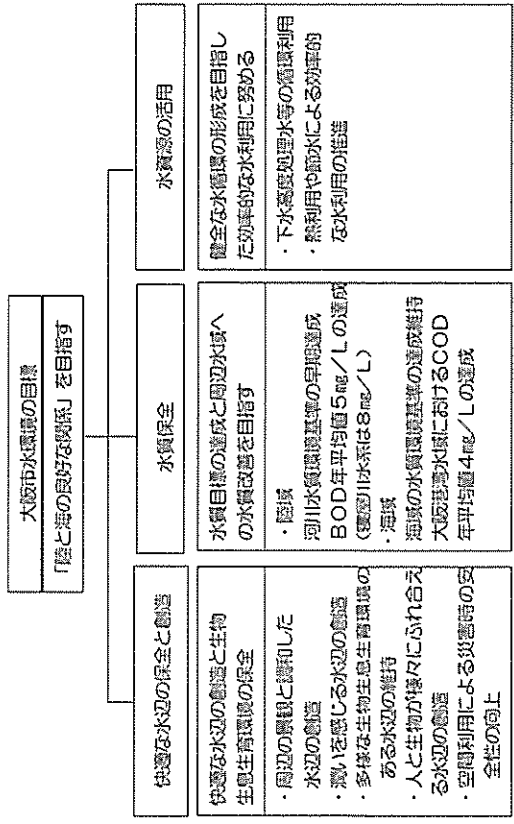 大阪市水環境の目標
「陸と海の良好な関係」を目指す
快適な水辺の保全と創造
快適な水辺の創造と生物
生息生育環境の保全
・周辺の景観と調和した
水辺の創造
・潤いを感じる水辺の創造
・多様な生物生息生育環境の
ある水辺の維持
・人と生物が様々にふれ合え
る水辺の創造
・空間利用による災害時の安
全性の向上
水質保全
水質目標の達成と周辺水域へ
の水質改善を目指す
・陸域
河川水質環境基準の早期達成
BOD年平均値5mg/Lの達成
(寝屋川水系は8mg/L)
・海域
海域の水質環境基準の達成維持
大阪港湾水域におけるCOD
年平均値4mg/Lの達成
水資源の活用
健全な水循環の形成を目指し
た効率的な水利用に努める
・下水高度処理水等の循環利用
・熱利用や節水による効率的
な水利用の推進